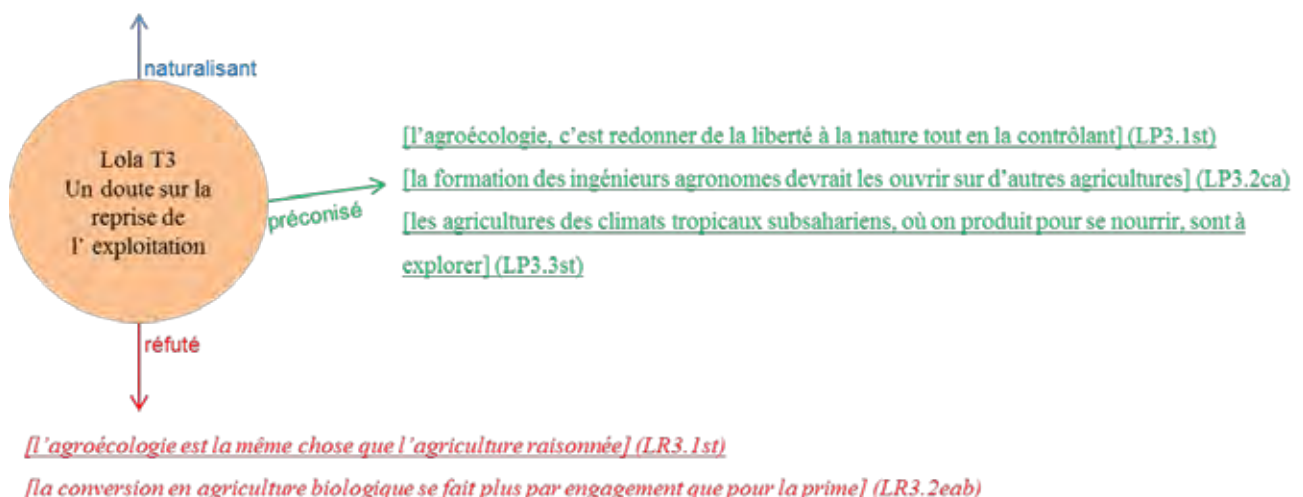 naturalisant
Lola T3
Un doute sur la
reprise de
l’ exploitation
[l’agroécologie, c’est redonner de la liberté à la nature tout en la contrôlant] (LP3.1st)
[la formation des ingénieurs agronomes devrait les ouvrir sur d’autres agricultures] (LP3.2ca)
préconisé
[les agricultures des climats tropicaux subsahariens, où on produit pour se nourrir, sont à
explorer] (LP3.3st)
réfuté
[l’agroécologie est la même chose que l’agriculture raisonnée] (LR3.1st)
[la conversion en agriculture biologique se fait plus par engagement que pour la prime] (LR3.2eab)